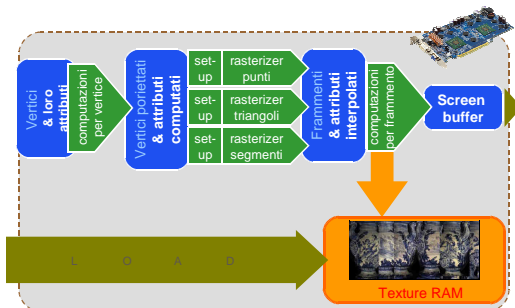 Vertici
& loro
attributi
computazioni
per vertice
Vertici poriettati
& attributi
computati
set-
up
rasterizer
punti
set-
up
rasterizer
triangoli
set-
up
rasterizer
segmenti
Frammenti
& attributi
interpolati
computazioni
per frammento
Screen
buffer
L O A D
Texture RAM